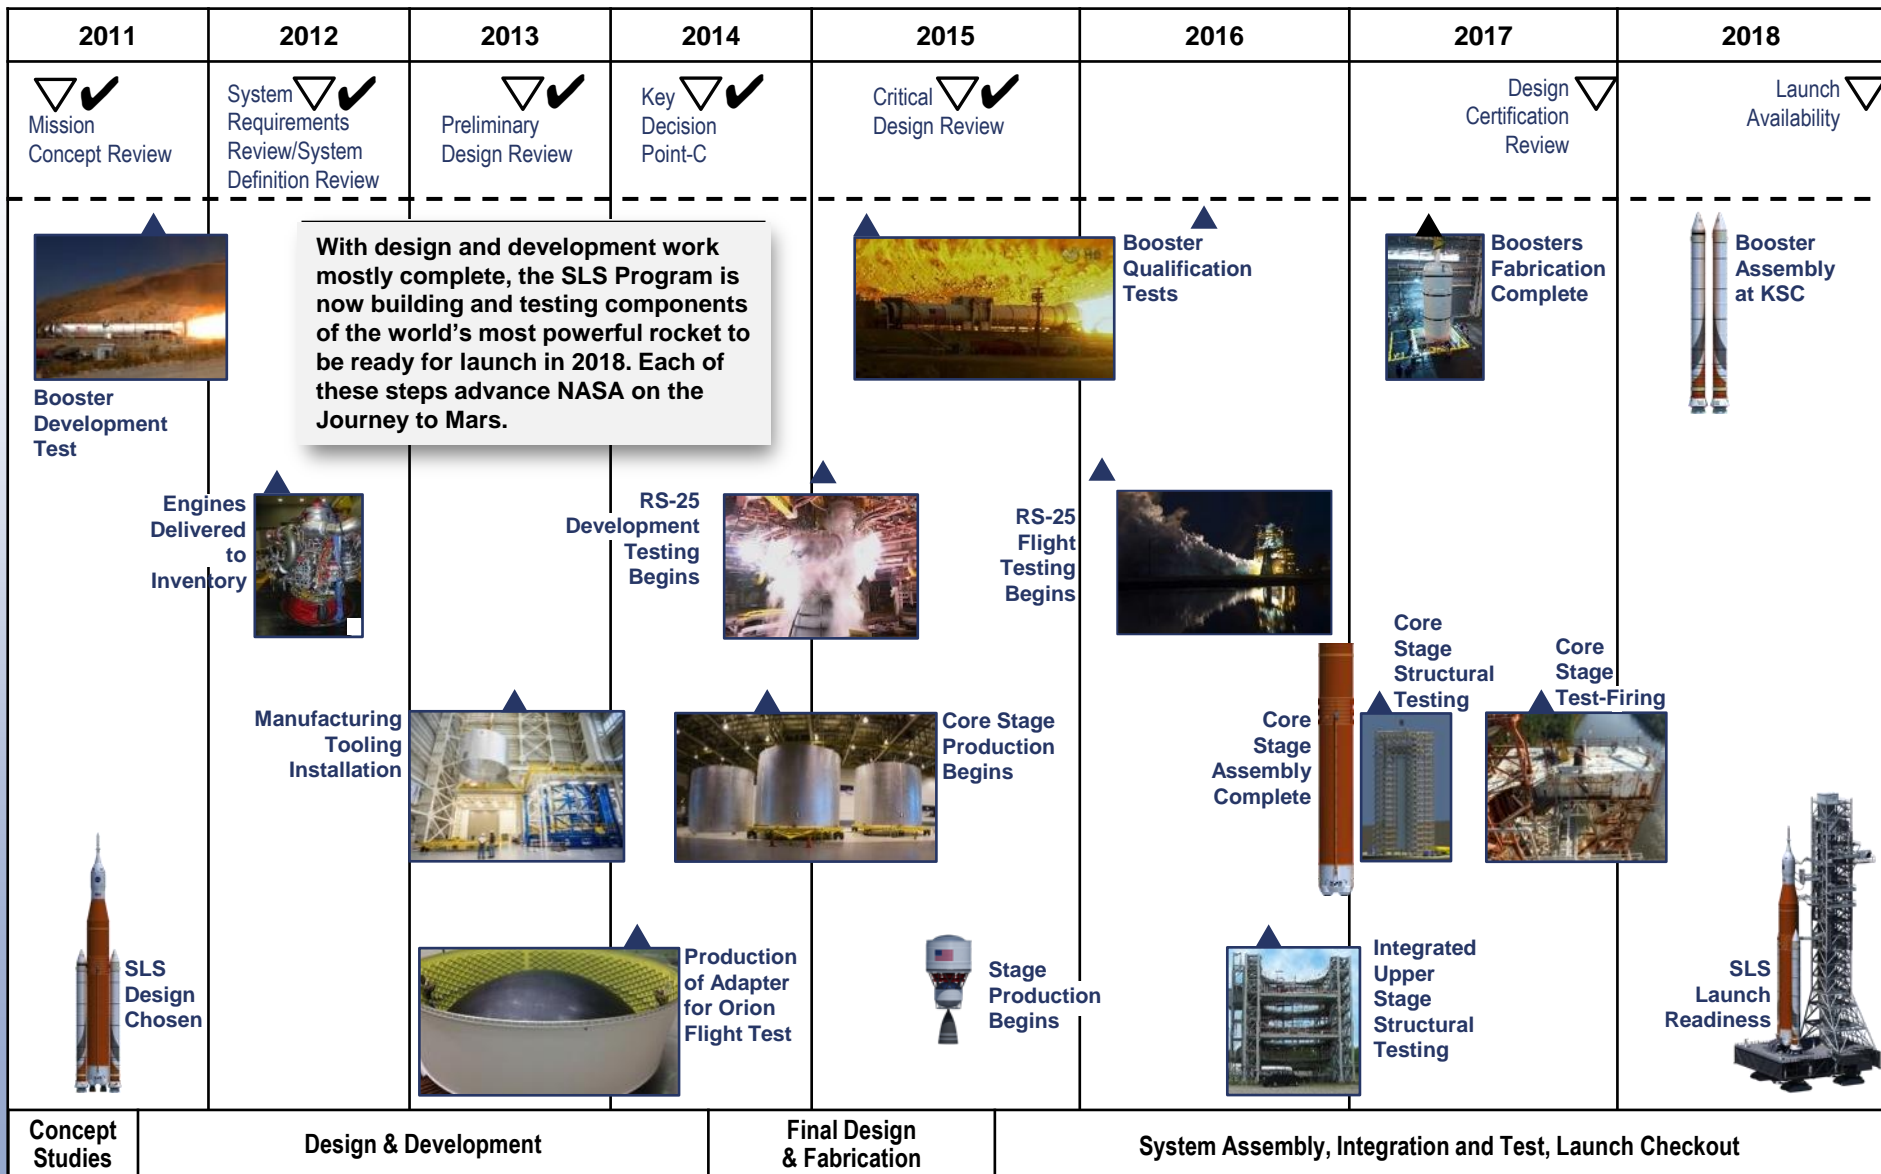 2011
2012
2013
2014
2015
2016
2017
2018
Mission
Concept Review
System
Requirements
Review/System
Definition Review
Preliminary
Design Review
Key
Decision
Point-C
Critical
Design Review
Design
Certification
Review
Launch
Availability
With design and development work
mostly complete, the SLS Program is
now building and testing components
of the world’s most powerful rocket to
be ready for launch in 2018. Each of
these steps advance NASA on the
Journey to Mars.
Booster
Development
Test
Booster
Qualification
Tests
Boosters
Fabrication
Complete
Booster
Assembly
at KSC
Engines
Delivered
to
Inventory
RS-25
Development
Testing
Begins
RS-25
Flight
Testing
Begins
Core
Stage
Structural
Testing
Core
Stage
Test-Firing
Manufacturing
Tooling
Installation
Core Stage
Production
Begins
Core
Stage
Assembly
Complete
SLS
Design
Chosen
Production
of Adapter
for Orion
Flight Test
Stage
Production
Begins
Integrated
Upper
Stage
Structural
Testing
SLS
Launch
Readiness
Concept
Studies
Design & Development
Final Design
& Fabrication
System Assembly, Integration and Test, Launch Checkout